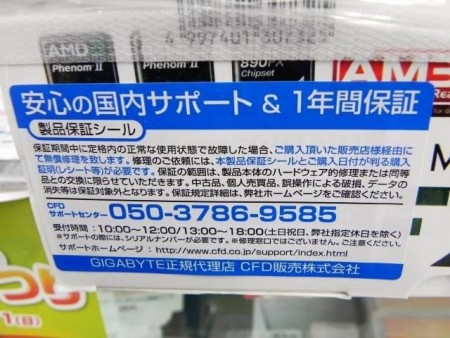 4997401307325
AMD
Phenom II
Phenom II
890FX
Chipset
AM3
Rea
安心の国内サポート & 1年間保証
製品保証シール
保証期間中に定格内の正常な使用状態で故障した場合、ご購入頂いた販売店様経由に
て無償修理を致します。修理のご依頼には、本製品保証シールとご購入日付が判る購入
証明(レシート等)が必要です。保証の範囲は、製品本体のハードウェア的修理または同等
品との交換に限らせていただきます。中古品、個人売買品、誤操作による破損、データの
消失等は保証対象外となります。保証規定詳細は、弊社ホームページをご確認ください。
CFD
サポートセンター 050-3786-9585
受付時間：10:00~12:00/13:00~18:00(土日祝日、弊社指定休日を除く)
※サポートの際には、シリアルナンバーが必要です。※修理窓口ではございません。ご注意ください。
サポートホームページ：http://www.cfd.co.jp/support/index.html
GIGABYTE正規代理店 CFD販売株式会社
M
つり
1(日)